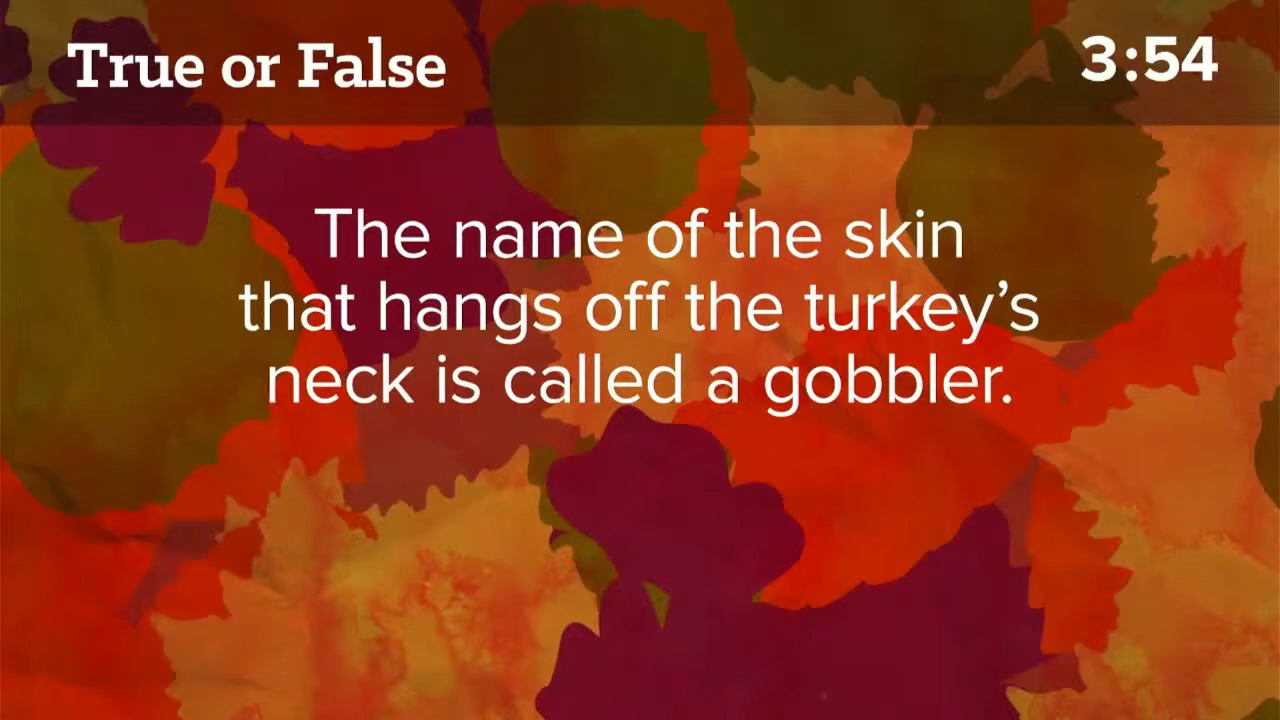 True or False
3:54
The name of the skin
that hangs off the turkey’s
neck is called a gobbler.